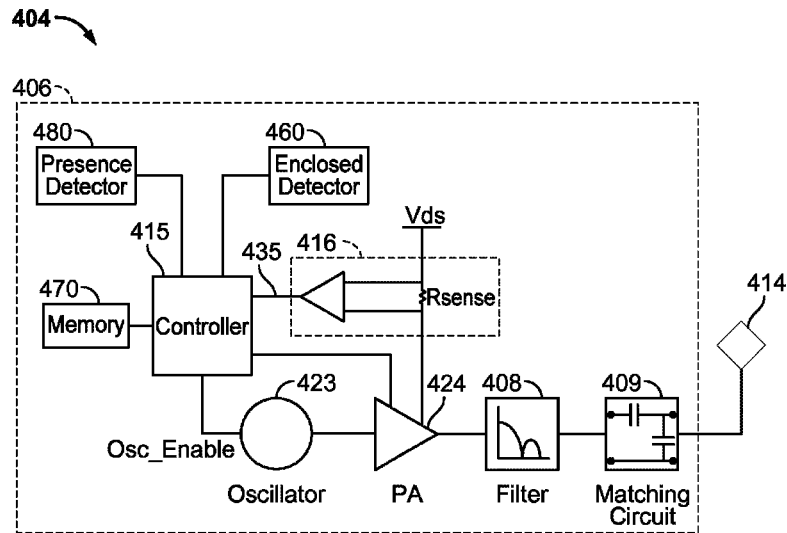 404
406
480
460
Presence
Detector
Enclosed
Detector
Vds
415
416
435
Rsense
414
470
Memory
Controller
423
424
408
409
Osc_Enable
Oscillator
PA
Filter
Matching
Circuit